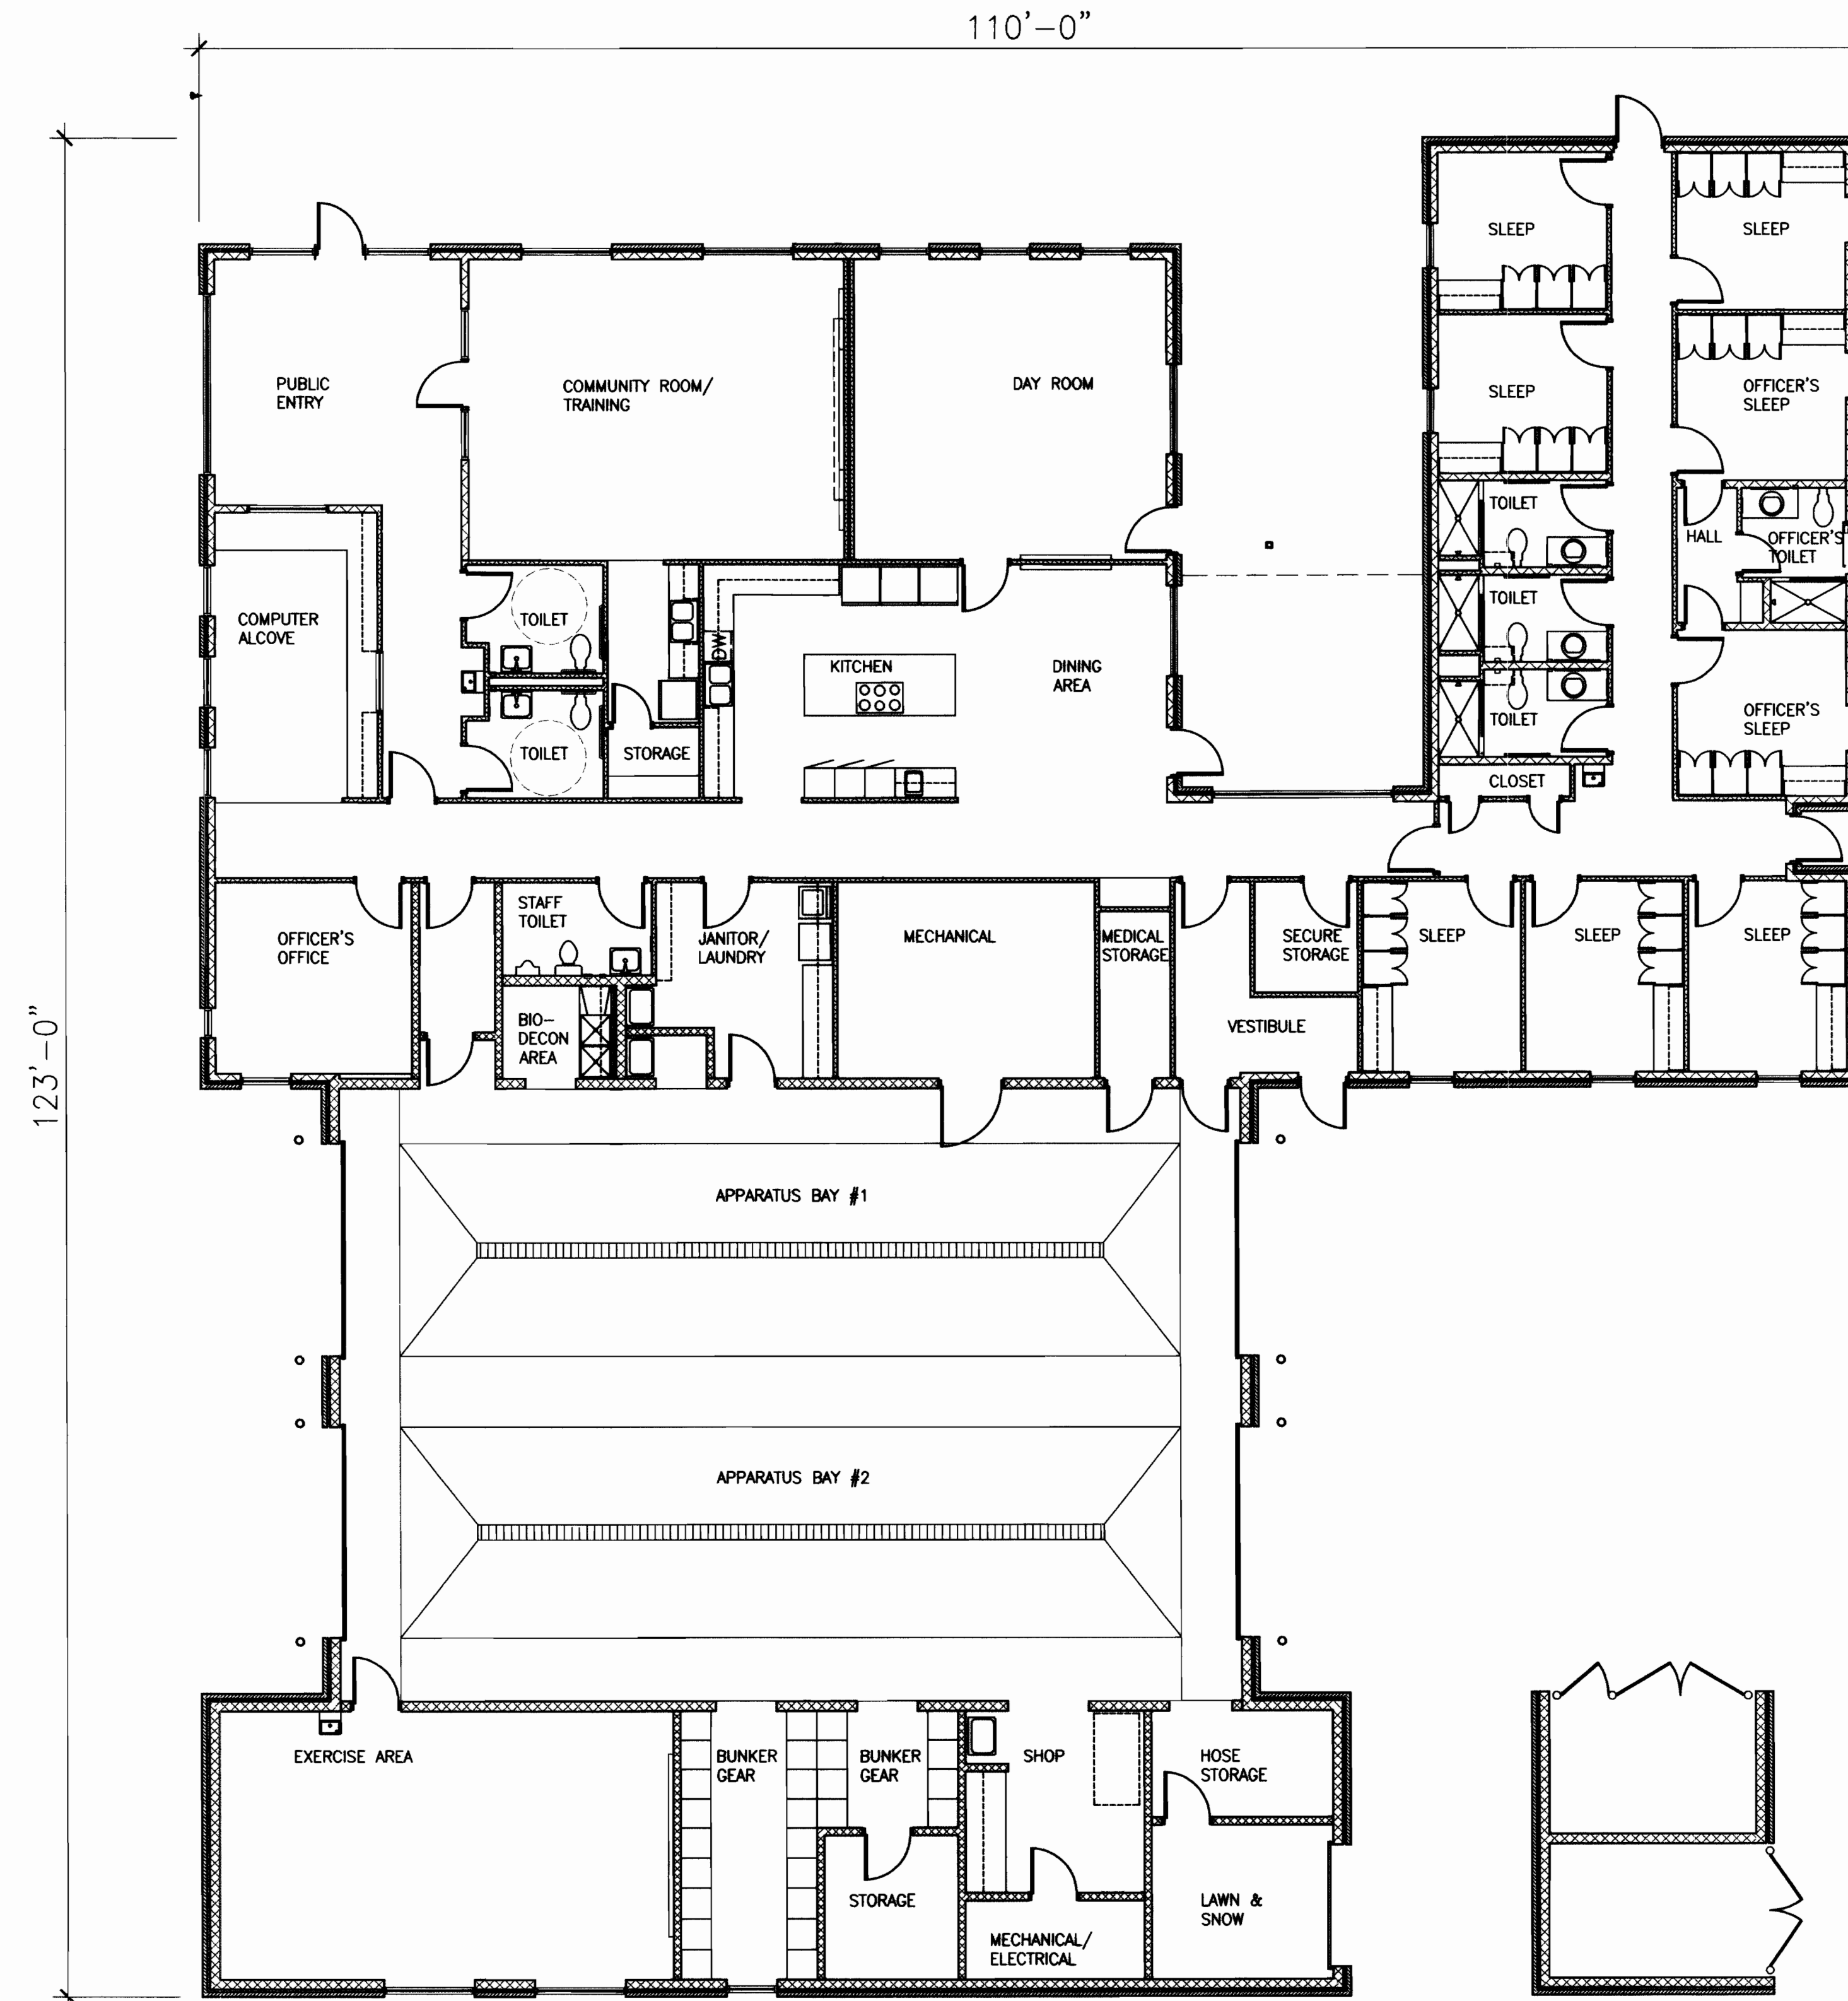 110'-0"
123'-0"
SLEEP
SLEEP
PUBLIC
ENTRY
COMMUNITY ROOM/
TRAINING
DAY ROOM
SLEEP
OFFICER'S
SLEEP
TOILET
HALL
OFFICER'S
TOILET
COMPUTER
ALCOVE
TOILET
DW
KITCHEN
DINING
AREA
TOILET
TOILET
STORAGE
TOILET
OFFICER'S
SLEEP
CLOSET
OFFICER'S
OFFICE
STAFF
TOILET
BIO-
DECON
AREA
JANITOR/
LAUNDRY
MECHANICAL
MEDICAL
STORAGE
SECURE
STORAGE
VESTIBULE
SLEEP
SLEEP
SLEEP
APPARATUS BAY #1
APPARATUS BAY #2
EXERCISE AREA
BUNKER
GEAR
BUNKER
GEAR
SHOP
HOSE
STORAGE
STORAGE
MECHANICAL/
ELECTRICAL
LAWN &
SNOW